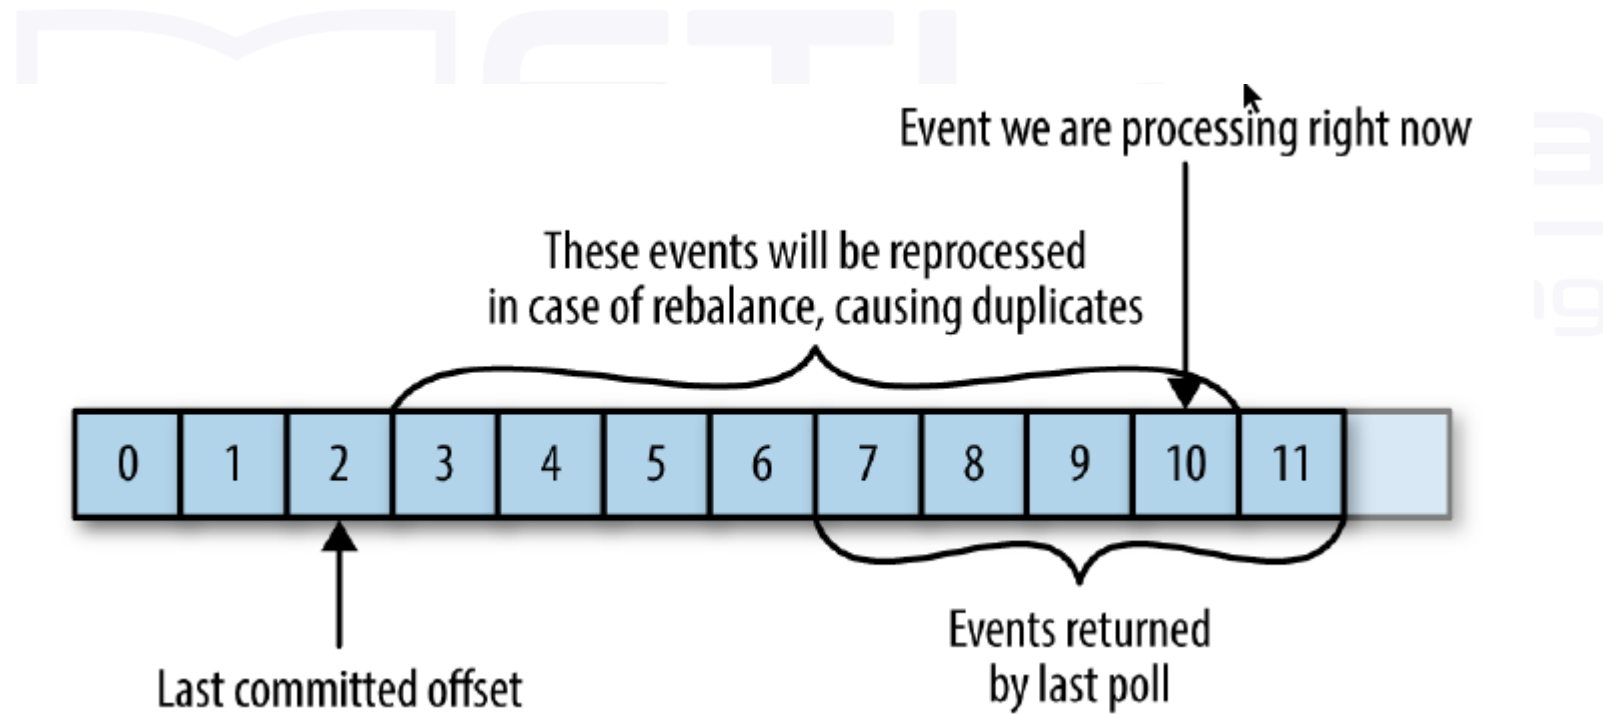 Event we are processing right now
These events will be reprocessed
in case of rebalance, causing duplicates
0 1 2 3 4 5 6 7 8 9 10 11
Last committed offset
Events returned
by last poll